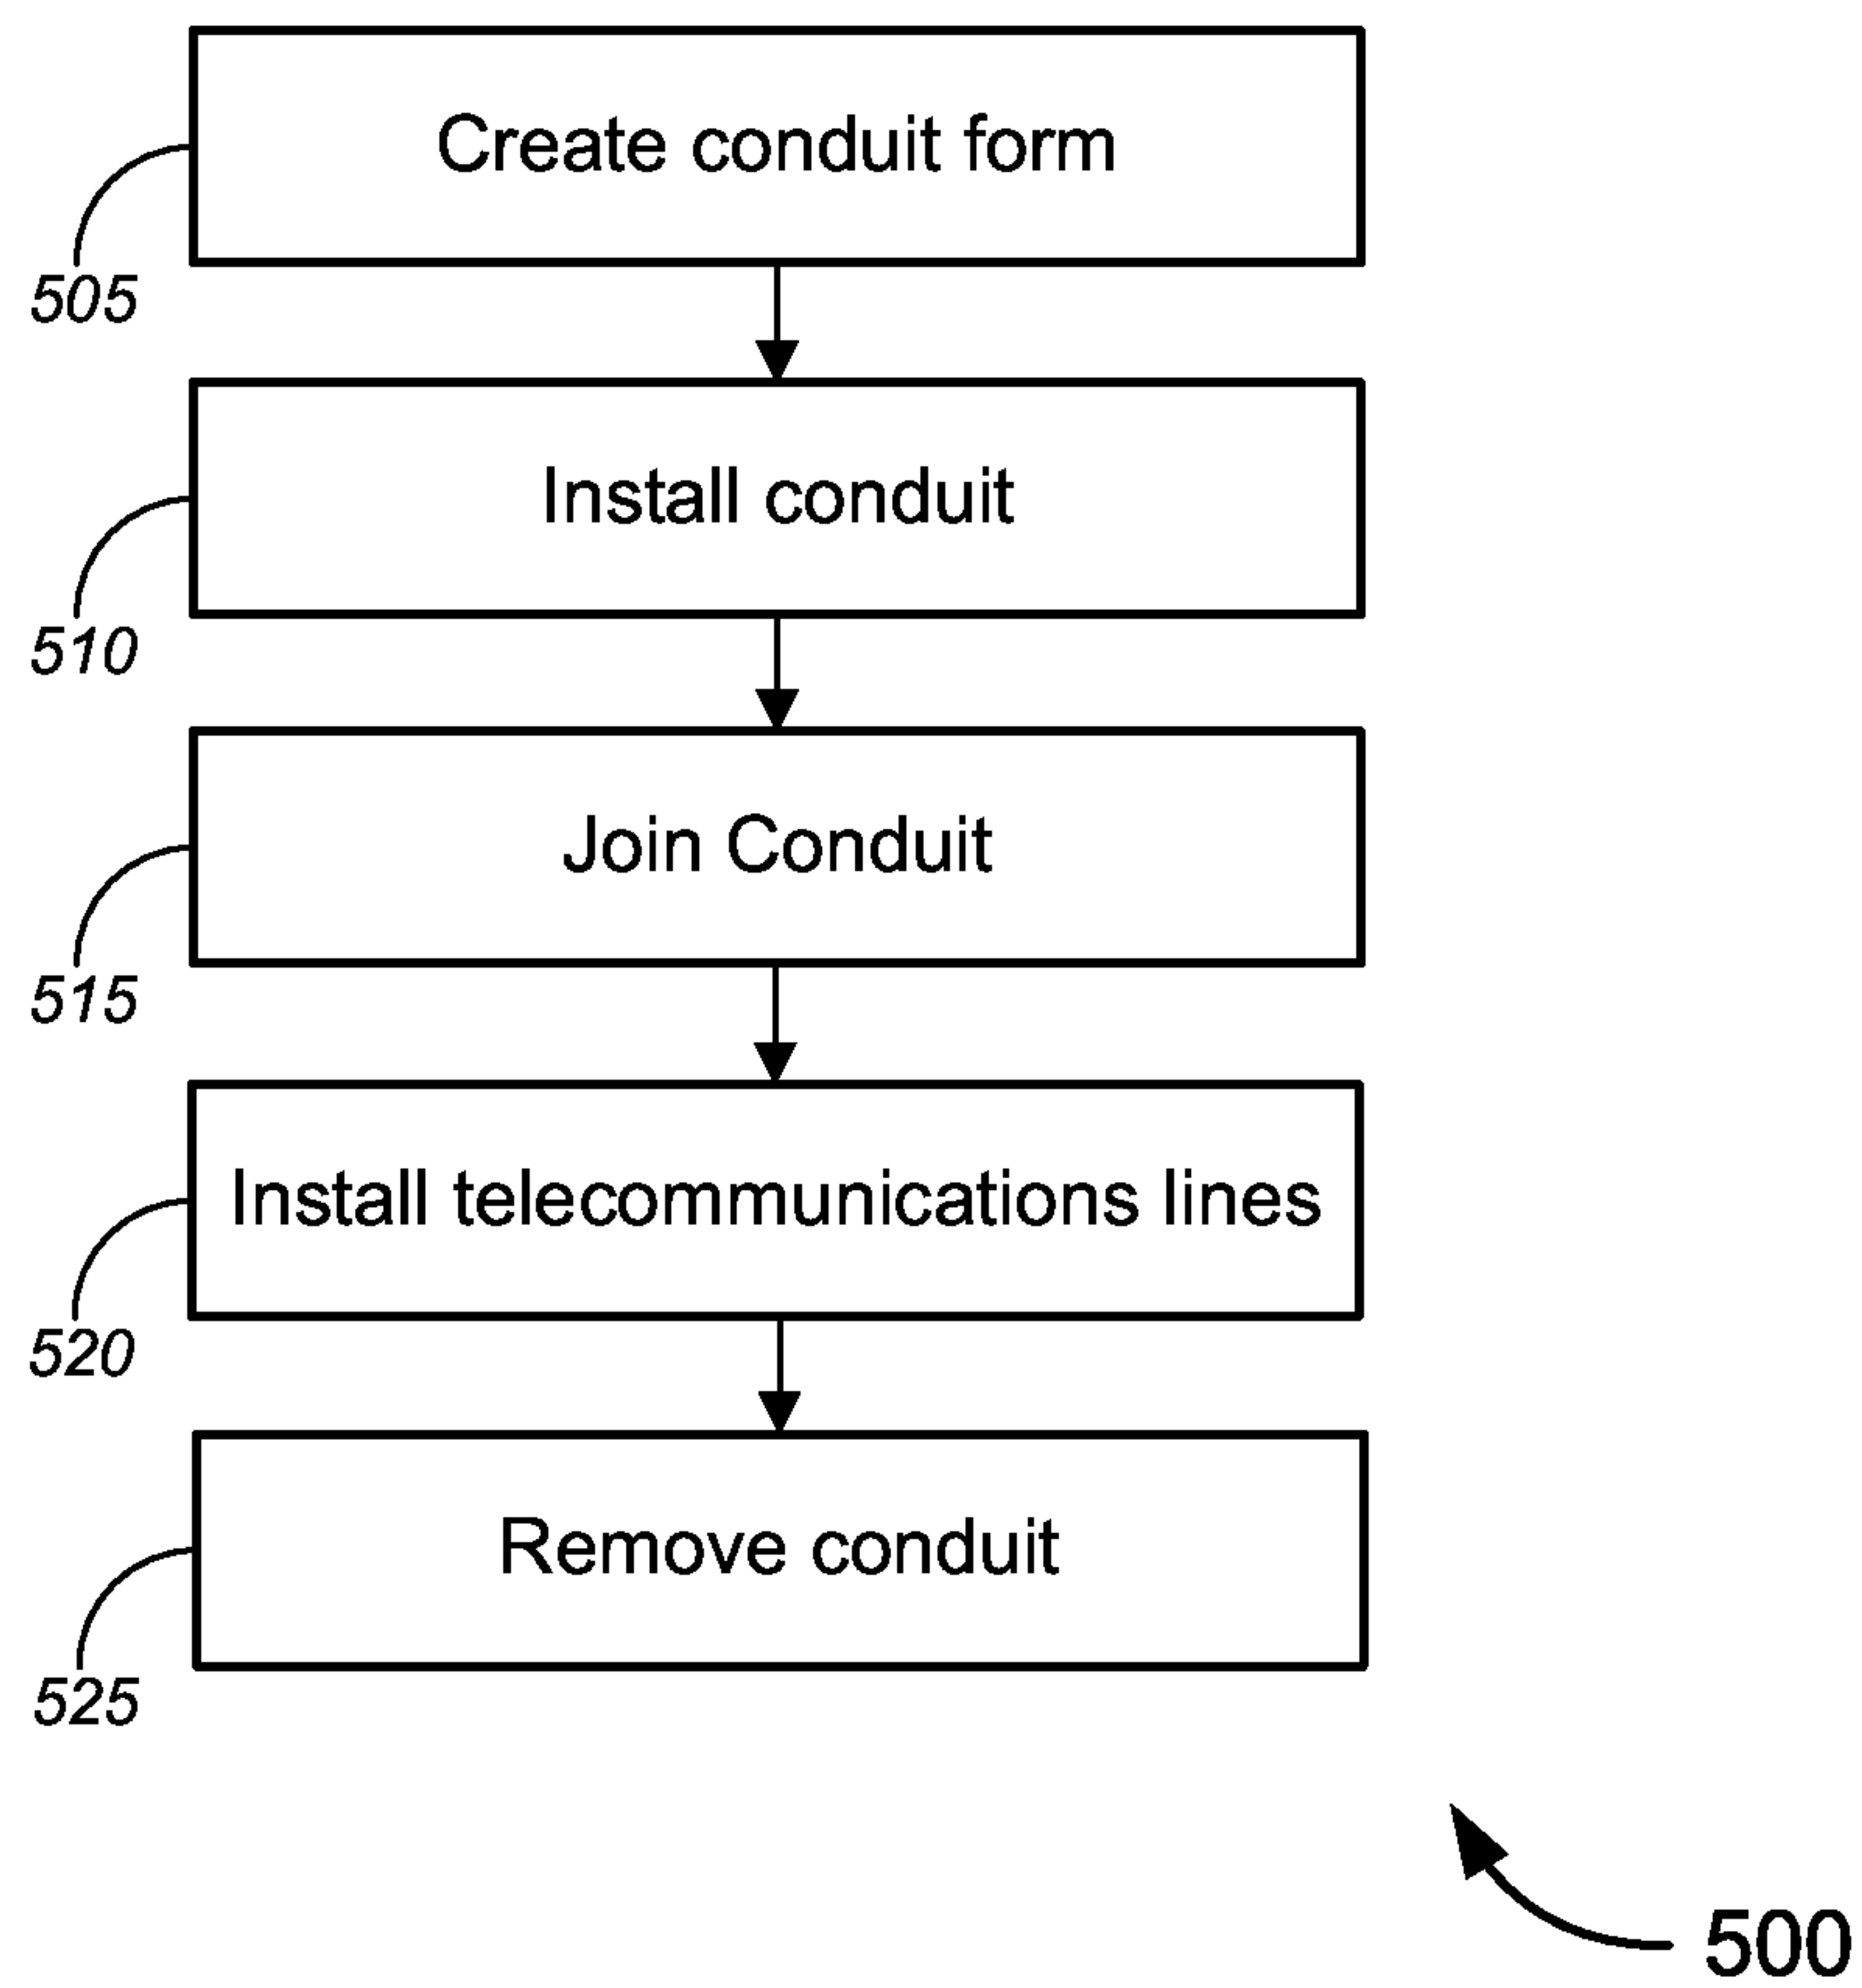 Create conduit form
505
Install conduit
510
Join Conduit
515
Install telecommunications lines
520
Remove conduit
525
500